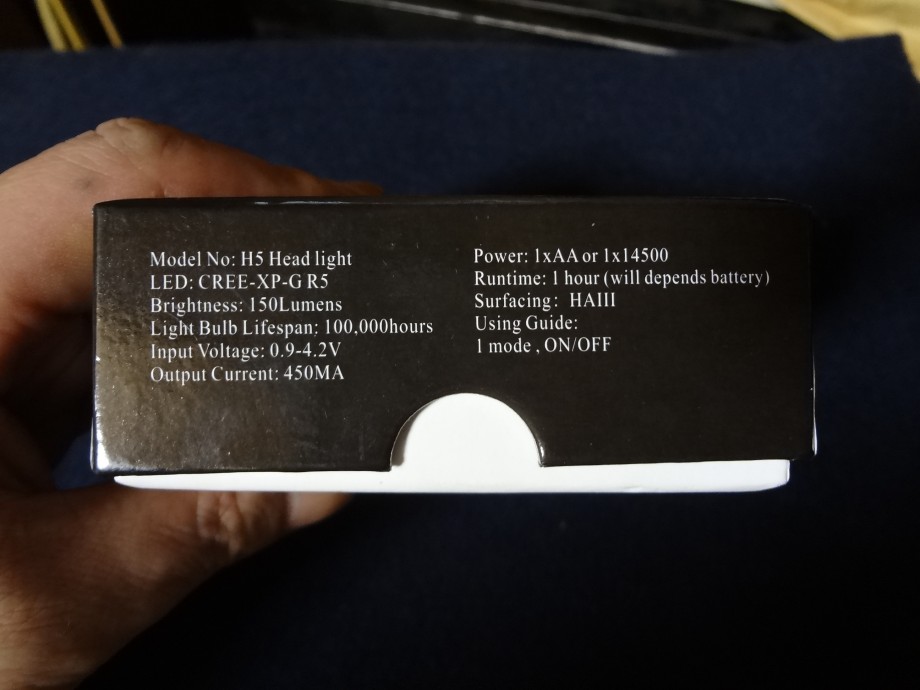 Model No: H5 Head light
LED: CREE-XP-G R5
Brightness: 150Lumens
Light Bulb Lifespan: 100,000hours
Input Voltage: 0.9-4.2V
Output Current: 450MA
Power: 1xAA or 1x14500
Runtime: 1 hour (will depends battery)
Surfacing: HAIII
Using Guide:
1 mode , ON/OFF